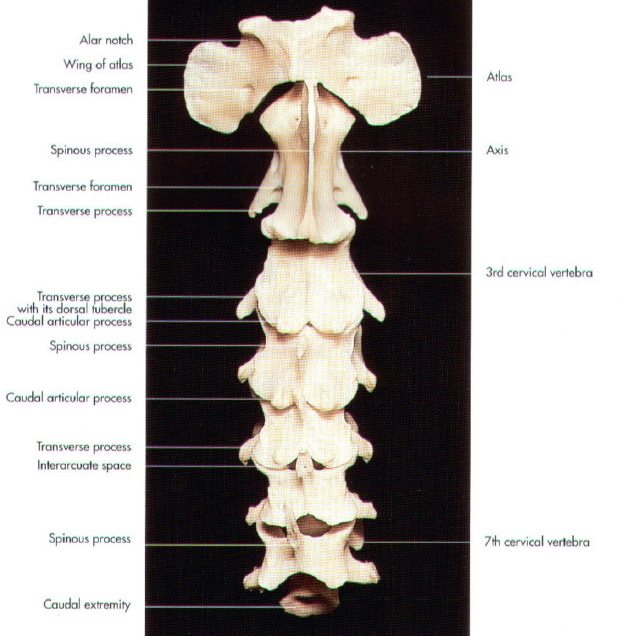 Alar notch
Wing of atlas
Transverse foramen
Spinous process
Transverse foramen
Transverse process
Transverse process
with its dorsal tubercle
Caudal articular process
Spinous process
Caudal articular process
Transverse process
Interarcuate space
Spinous process
Caudal extremity
Atlas
Axis
3rd cervical vertebra
7th cervical vertebra